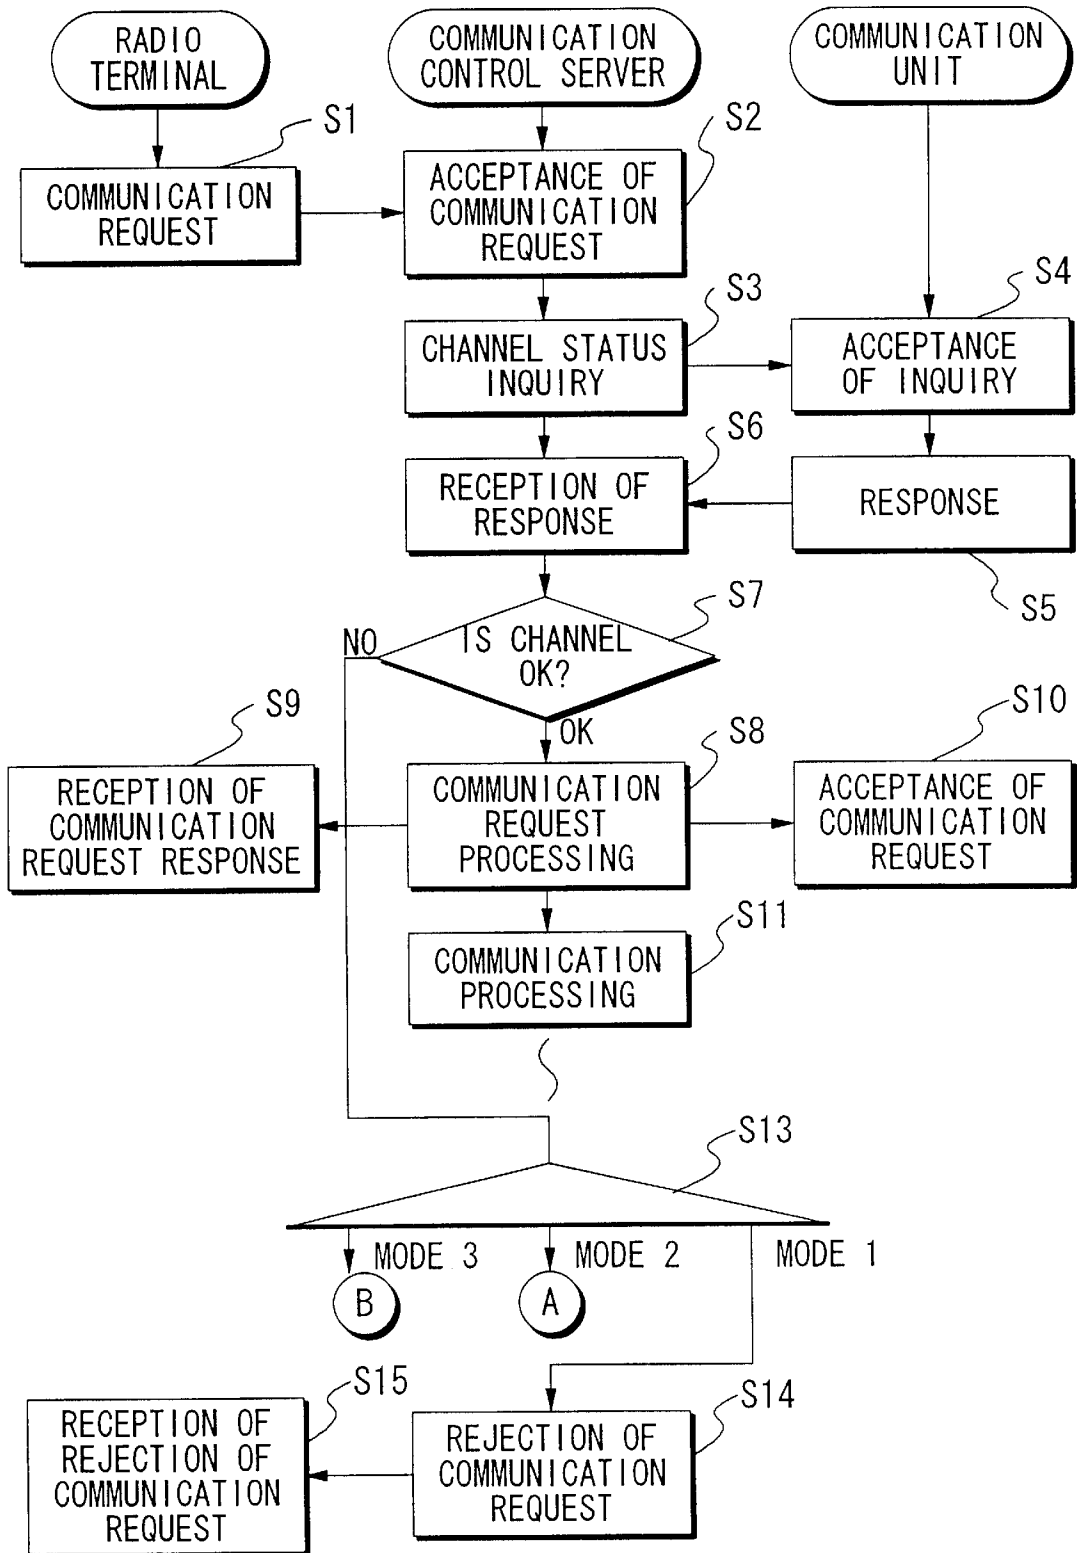 RADIO
TERMINAL
COMMUNICATION
CONTROL SERVER
COMMUNICATION
UNIT
S1
COMMUNICATION
REQUEST
S2
ACCEPTANCE OF
COMMUNICATION
REQUEST
S3
CHANNEL STATUS
INQUIRY
S4
ACCEPTANCE
OF INQUIRY
S6
RECEPTION OF
RESPONSE
RESPONSE
S5
S7
IS CHANNEL
OK?
NO
OK
S9
RECEPTION OF
COMMUNICATION
REQUEST RESPONSE
S8
COMMUNICATION
REQUEST
PROCESSING
S10
ACCEPTANCE OF
COMMUNICATION
REQUEST
S11
COMMUNICATION
PROCESSING
S13
MODE 3
MODE 2
MODE 1
B
A
S15
RECEPTION OF
REJECTION OF
COMMUNICATION
REQUEST
S14
REJECTION OF
COMMUNICATION
REQUEST